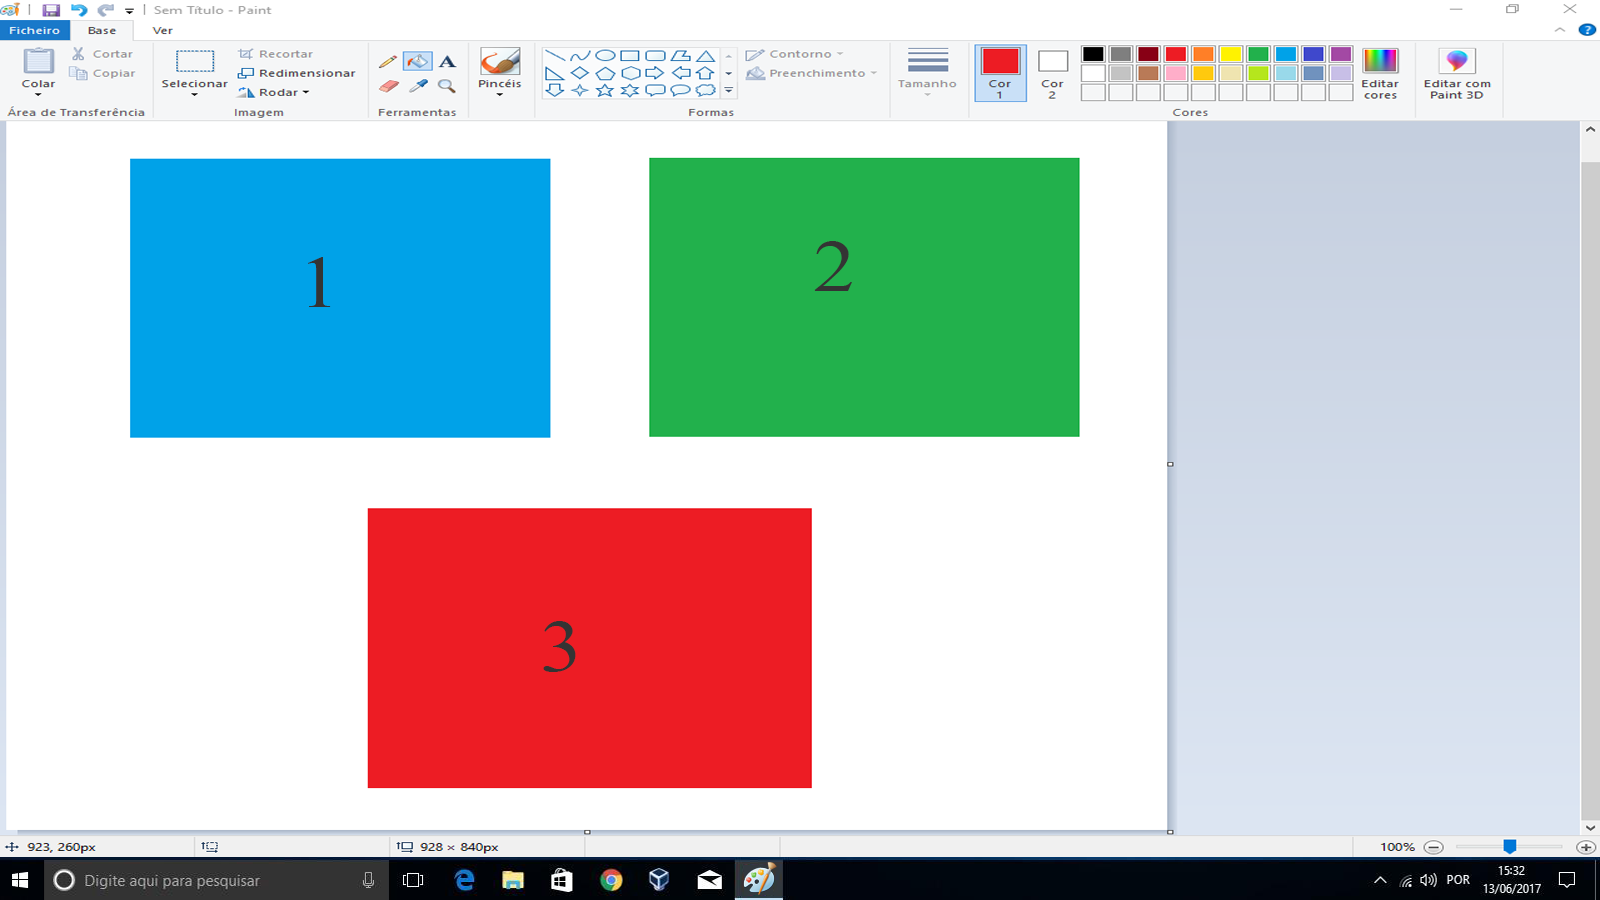 Sem Título - Paint
Ficheiro Base Ver
Colar
Cortar
Copiar
Área de Transferência
Selecionar
Recortar
Redimensionar
Rodar
Imagem
A
Ferramentas
Pincéis
Formas
Contorno
Preenchimento
Tamanho
Cor 1
Cor 2
Cores
Editar cores
Editar com Paint 3D
1
2
3
923, 260px
928 × 840px
100%
Digite aqui para pesquisar
POR
15:32
13/06/2017